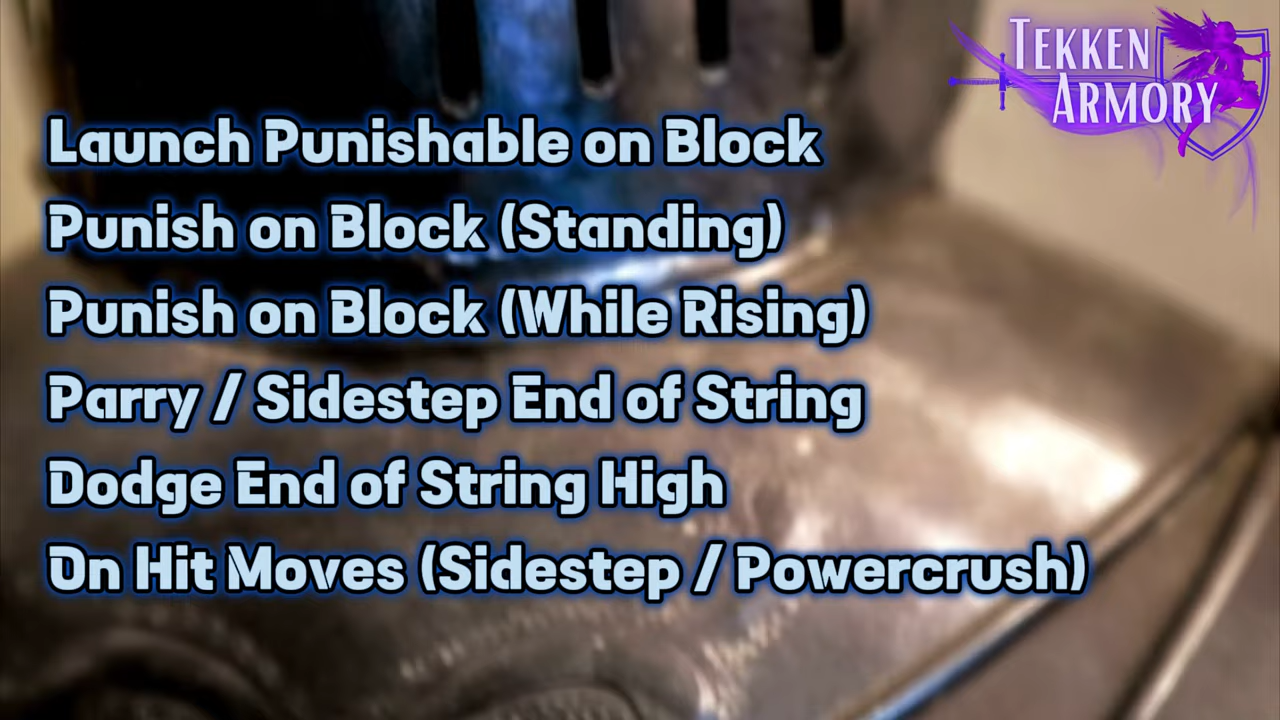 Tekken
Armory
Launch Punishable on Block
Punish on Block (Standing)
Punish on Block (While Rising)
Parry / Sidestep End of String
Dodge End of String High
On Hit Moves (Sidestep / Powercrush)